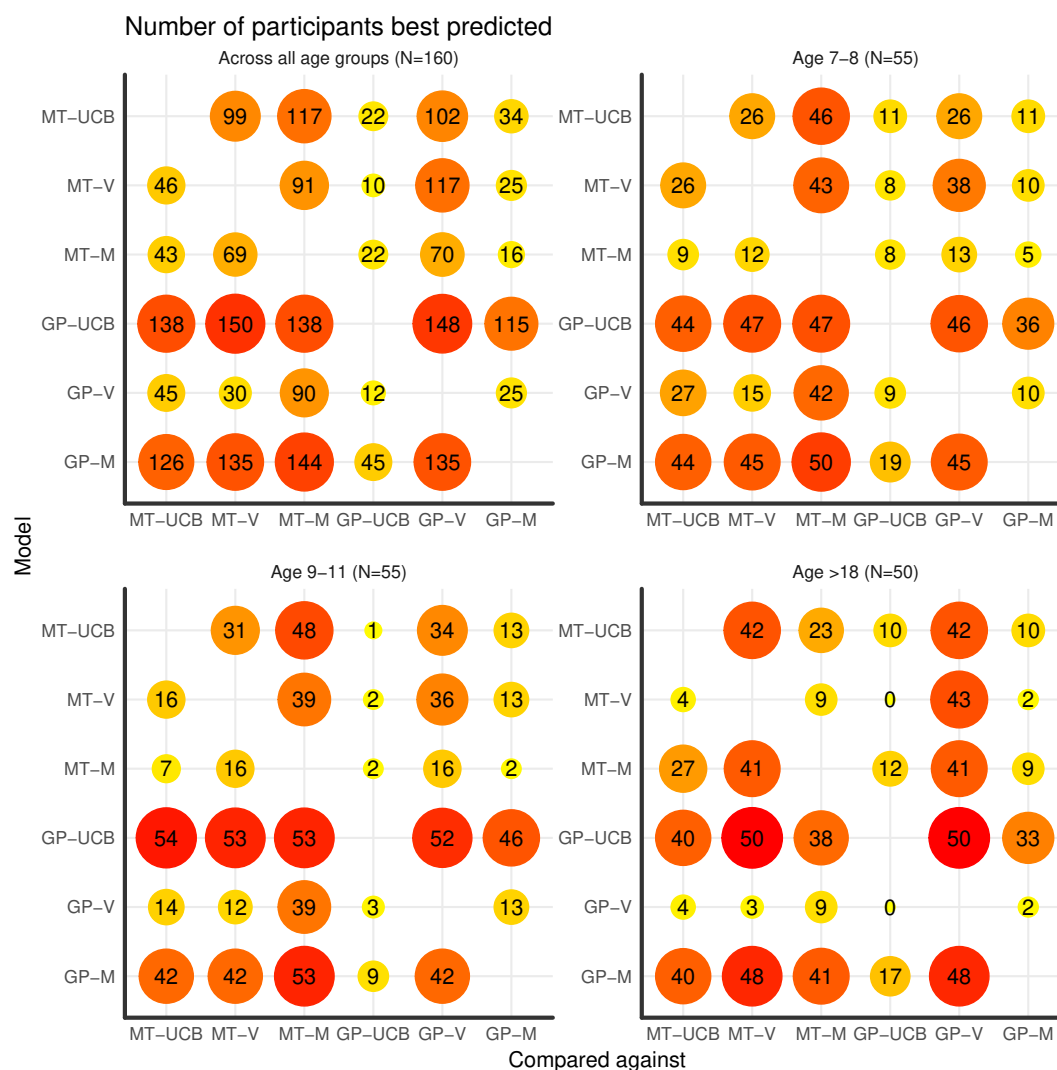 Number of participants best predicted
Across all age groups (N=160)
MT−UCB 99 117 22 102 34
MT−V 46 91 10 117 25
MT−M 43 69 22 70 16
GP−UCB 138 150 138 148 115
GP−V 45 30 90 12 25
GP−M 126 135 144 45 135
MT−UCB MT−V MT−M GP−UCB GP−V GP−M
Age 7−8 (N=55)
MT−UCB 26 46 11 26 11
MT−V 26 43 8 38 10
MT−M 9 12 8 13 5
GP−UCB 44 47 47 46 36
GP−V 27 15 42 9 10
GP−M 44 45 50 19 45
MT−UCB MT−V MT−M GP−UCB GP−V GP−M
Model
Age 9−11 (N=55)
MT−UCB 31 48 1 34 13
MT−V 16 39 2 36 13
MT−M 7 16 2 16 2
GP−UCB 54 53 53 52 46
GP−V 14 12 39 3 13
GP−M 42 42 53 9 42
MT−UCB MT−V MT−M GP−UCB GP−V GP−M
Age >18 (N=50)
MT−UCB 42 23 10 42 10
MT−V 4 9 0 43 2
MT−M 27 41 12 41 9
GP−UCB 40 50 38 50 33
GP−V 4 3 9 0 2
GP−M 40 48 41 17 48
MT−UCB MT−V MT−M GP−UCB GP−V GP−M
Compared against